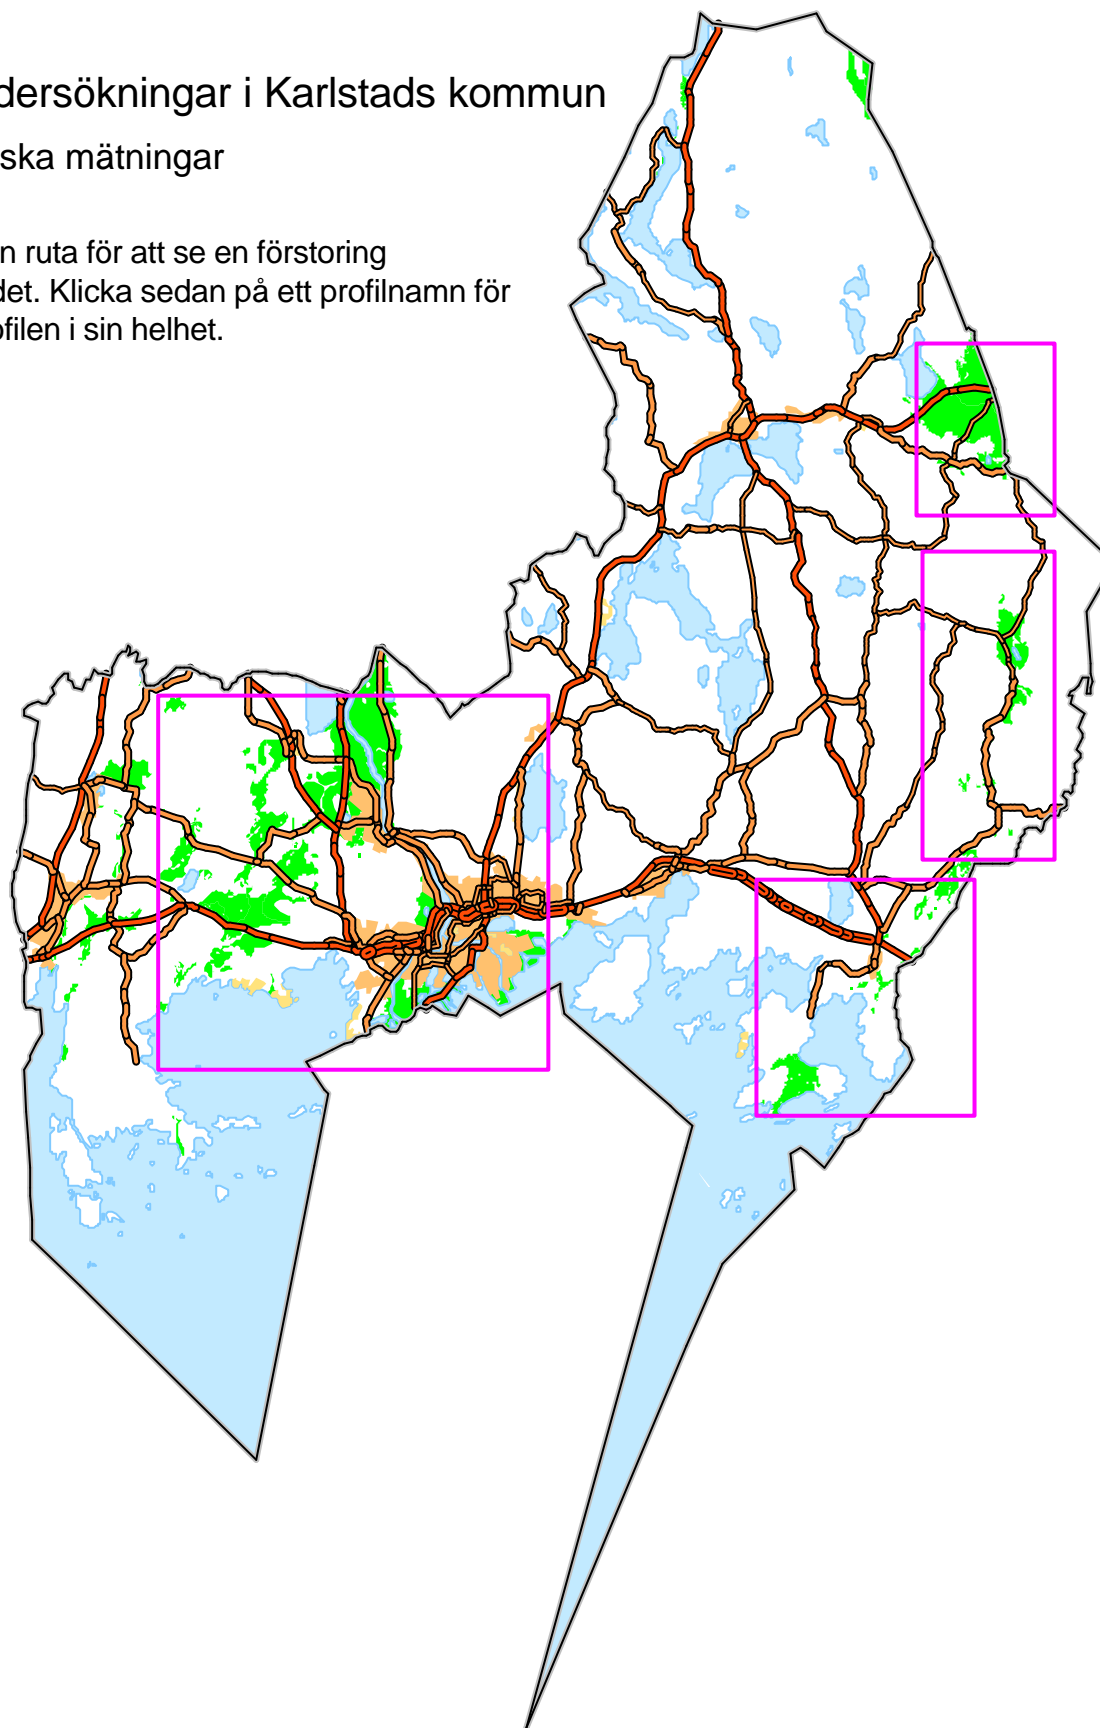 dersökningar i Karlstads kommun
ska mätningar
n ruta för att se en förstoring
det. Klicka sedan på ett profilnamn för
ofilen i sin helhet.